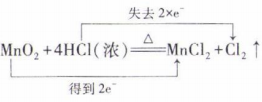 失去 2×e⁻
MnO₂ + 4HCl(浓) ≜ MnCl₂ + Cl₂ ↑
得到 2e⁻